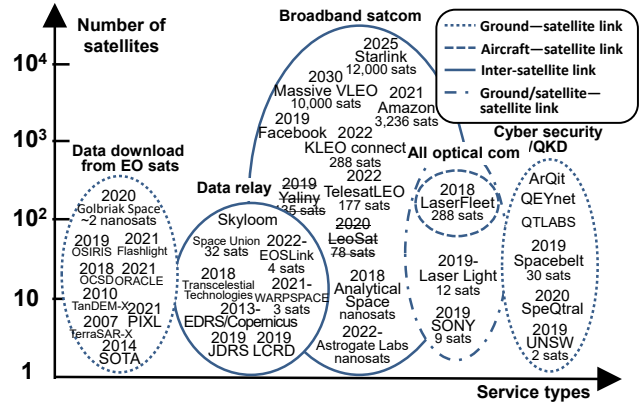 Number of
satellites
10⁴
10³
10²
10
1
Service types
Broadband satcom
2025
Starlink
12,000 sats
2030
Massive VLEO
10,000 sats
2021
Amazon
3,236 sats
2019
Facebook
2022
KLEO connect
288 sats
2019
Yaliny
135 sats
2022
TelesatLEO
177 sats
2020
LeoSat
78 sats
2018
Analytical
Space
nanosats
2022-
Astrogate Labs
nanosats
Ground—satellite link
Aircraft—satellite link
Inter-satellite link
Ground/satellite—
satellite link
Data download
from EO sats
2020
Golbriak Space
~2 nanosats
2019
OSIRIS
2021
Flashlight
2018
OCSD
2021
ORACLE
2010
TanDEM-X
2021
PIXL
2007
TerraSAR-X
2014
SOTA
Data relay
Skyloom
Space Union
32 sats
2022-
EOSLink
4 sats
2018
Transcelestial
Technologies
2021-
WARPSPACE
3 sats
2013-
EDRS/Copernicus
2019
JDRS
2019
LCRD
All optical com
2018
LaserFleet
288 sats
2019-
Laser Light
12 sats
2019
SONY
9 sats
Cyber security
/QKD
ArQit
QEYnet
QTLABS
2019
Spacebelt
30 sats
2020
SpeQtral
2019
UNSW
2 sats